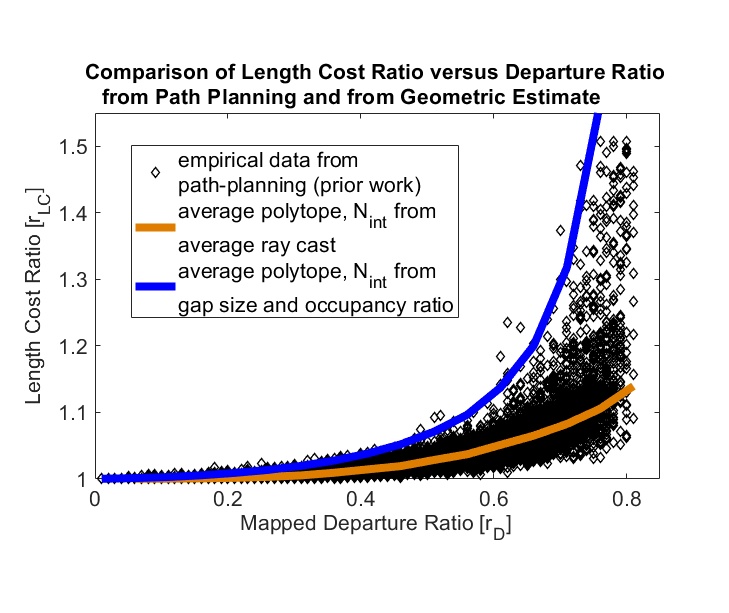 Comparison of Length Cost Ratio versus Departure Ratio
from Path Planning and from Geometric Estimate
1.5
1.4
1.3
1.2
1.1
1
Length Cost Ratio [r_LC]
empirical data from
path-planning (prior work)
average polytope, N_int from
average ray cast
average polytope, N_int from
gap size and occupancy ratio
0
0.2
0.4
0.6
0.8
Mapped Departure Ratio [r_D]